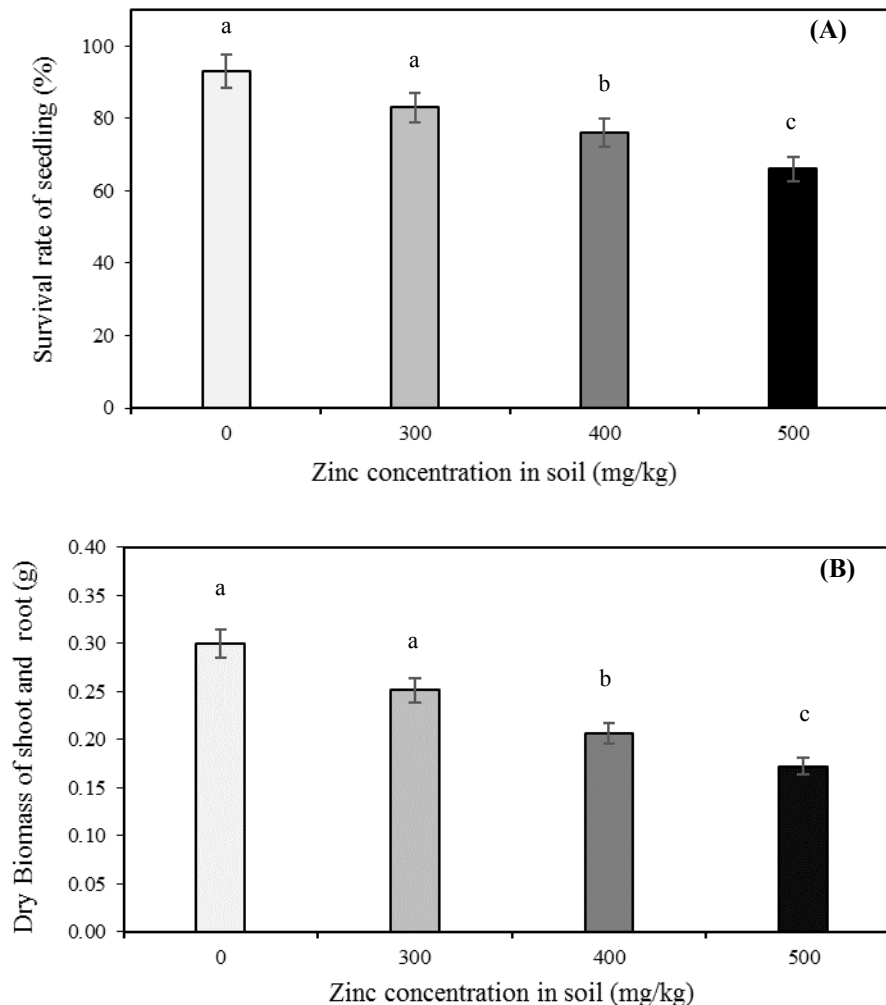 (A)
Survival rate of seedling (%)
100
80
60
40
20
0
a
a
b
c
0 300 400 500
Zinc concentration in soil (mg/kg)
(B)
Dry Biomass of shoot and root (g)
0.40
0.35
0.30
0.25
0.20
0.15
0.10
0.05
0.00
a
a
b
c
0 300 400 500
Zinc concentration in soil (mg/kg)